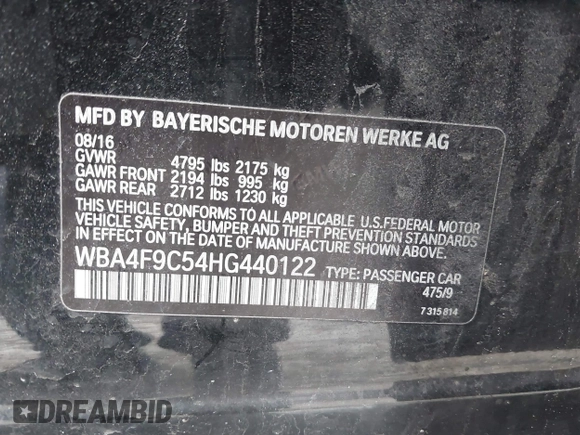 MFD BY BAYERISCHE MOTOREN WERKE AG
08/16
GVWR 4795 lbs 2175 kg
GAWR FRONT 2194 lbs 995 kg
GAWR REAR 2712 lbs 1230 kg
THIS VEHICLE CONFORMS TO ALL APPLICABLE U.S.FEDERAL MOTOR
VEHICLE SAFETY, BUMPER AND THEFT PREVENTION STANDARDS
IN EFFECT ON THE DATE OF MANUFACTURE SHOWN ABOVE.
WBA4F9C54HG440122 TYPE: PASSENGER CAR
475/9
7 315 814
DREAMBID